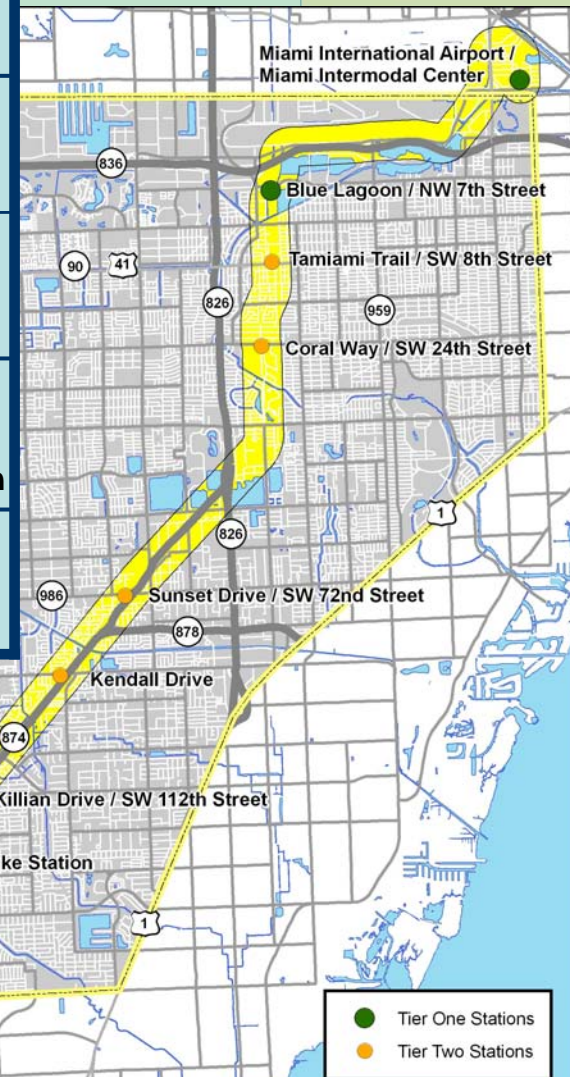 Miami International Airport /
Miami Intermodal Center
836
Blue Lagoon / NW 7th Street
90
41
Tamiami Trail / SW 8th Street
826
959
Coral Way / SW 24th Street
1
826
986
Sunset Drive / SW 72nd Street
878
Kendall Drive
874
Killian Drive / SW 112th Street
ke Station
1
Tier One Stations
Tier Two Stations